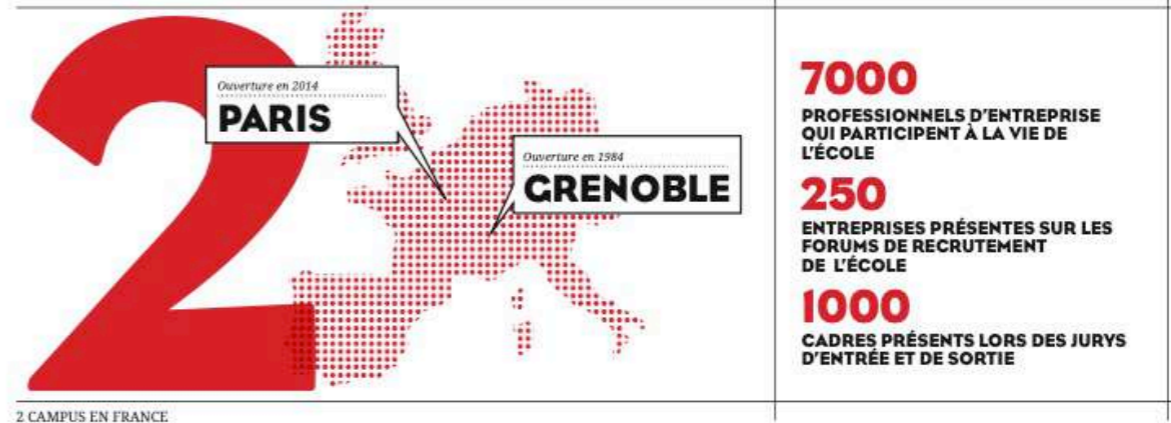 2
Ouverture en 2014
PARIS
Ouverture en 1984
GRENOBLE
2 CAMPUS EN FRANCE
7000
PROFESSIONNELS D'ENTREPRISE
QUI PARTICIPENT À LA VIE DE
L'ÉCOLE
250
ENTREPRISES PRÉSENTES SUR LES
FORUMS DE RECRUTEMENT
DE L'ÉCOLE
1000
CADRES PRÉSENTS LORS DES JURYS
D'ENTRÉE ET DE SORTIE